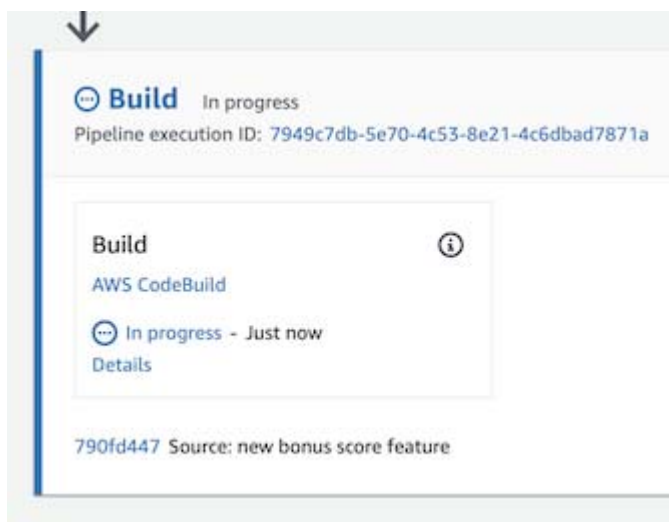 Build In progress
Pipeline execution ID: 7949c7db-5e70-4c53-8e21-4c6dbad7871a
Build
AWS CodeBuild
In progress - Just now
Details
790fd447 Source: new bonus score feature